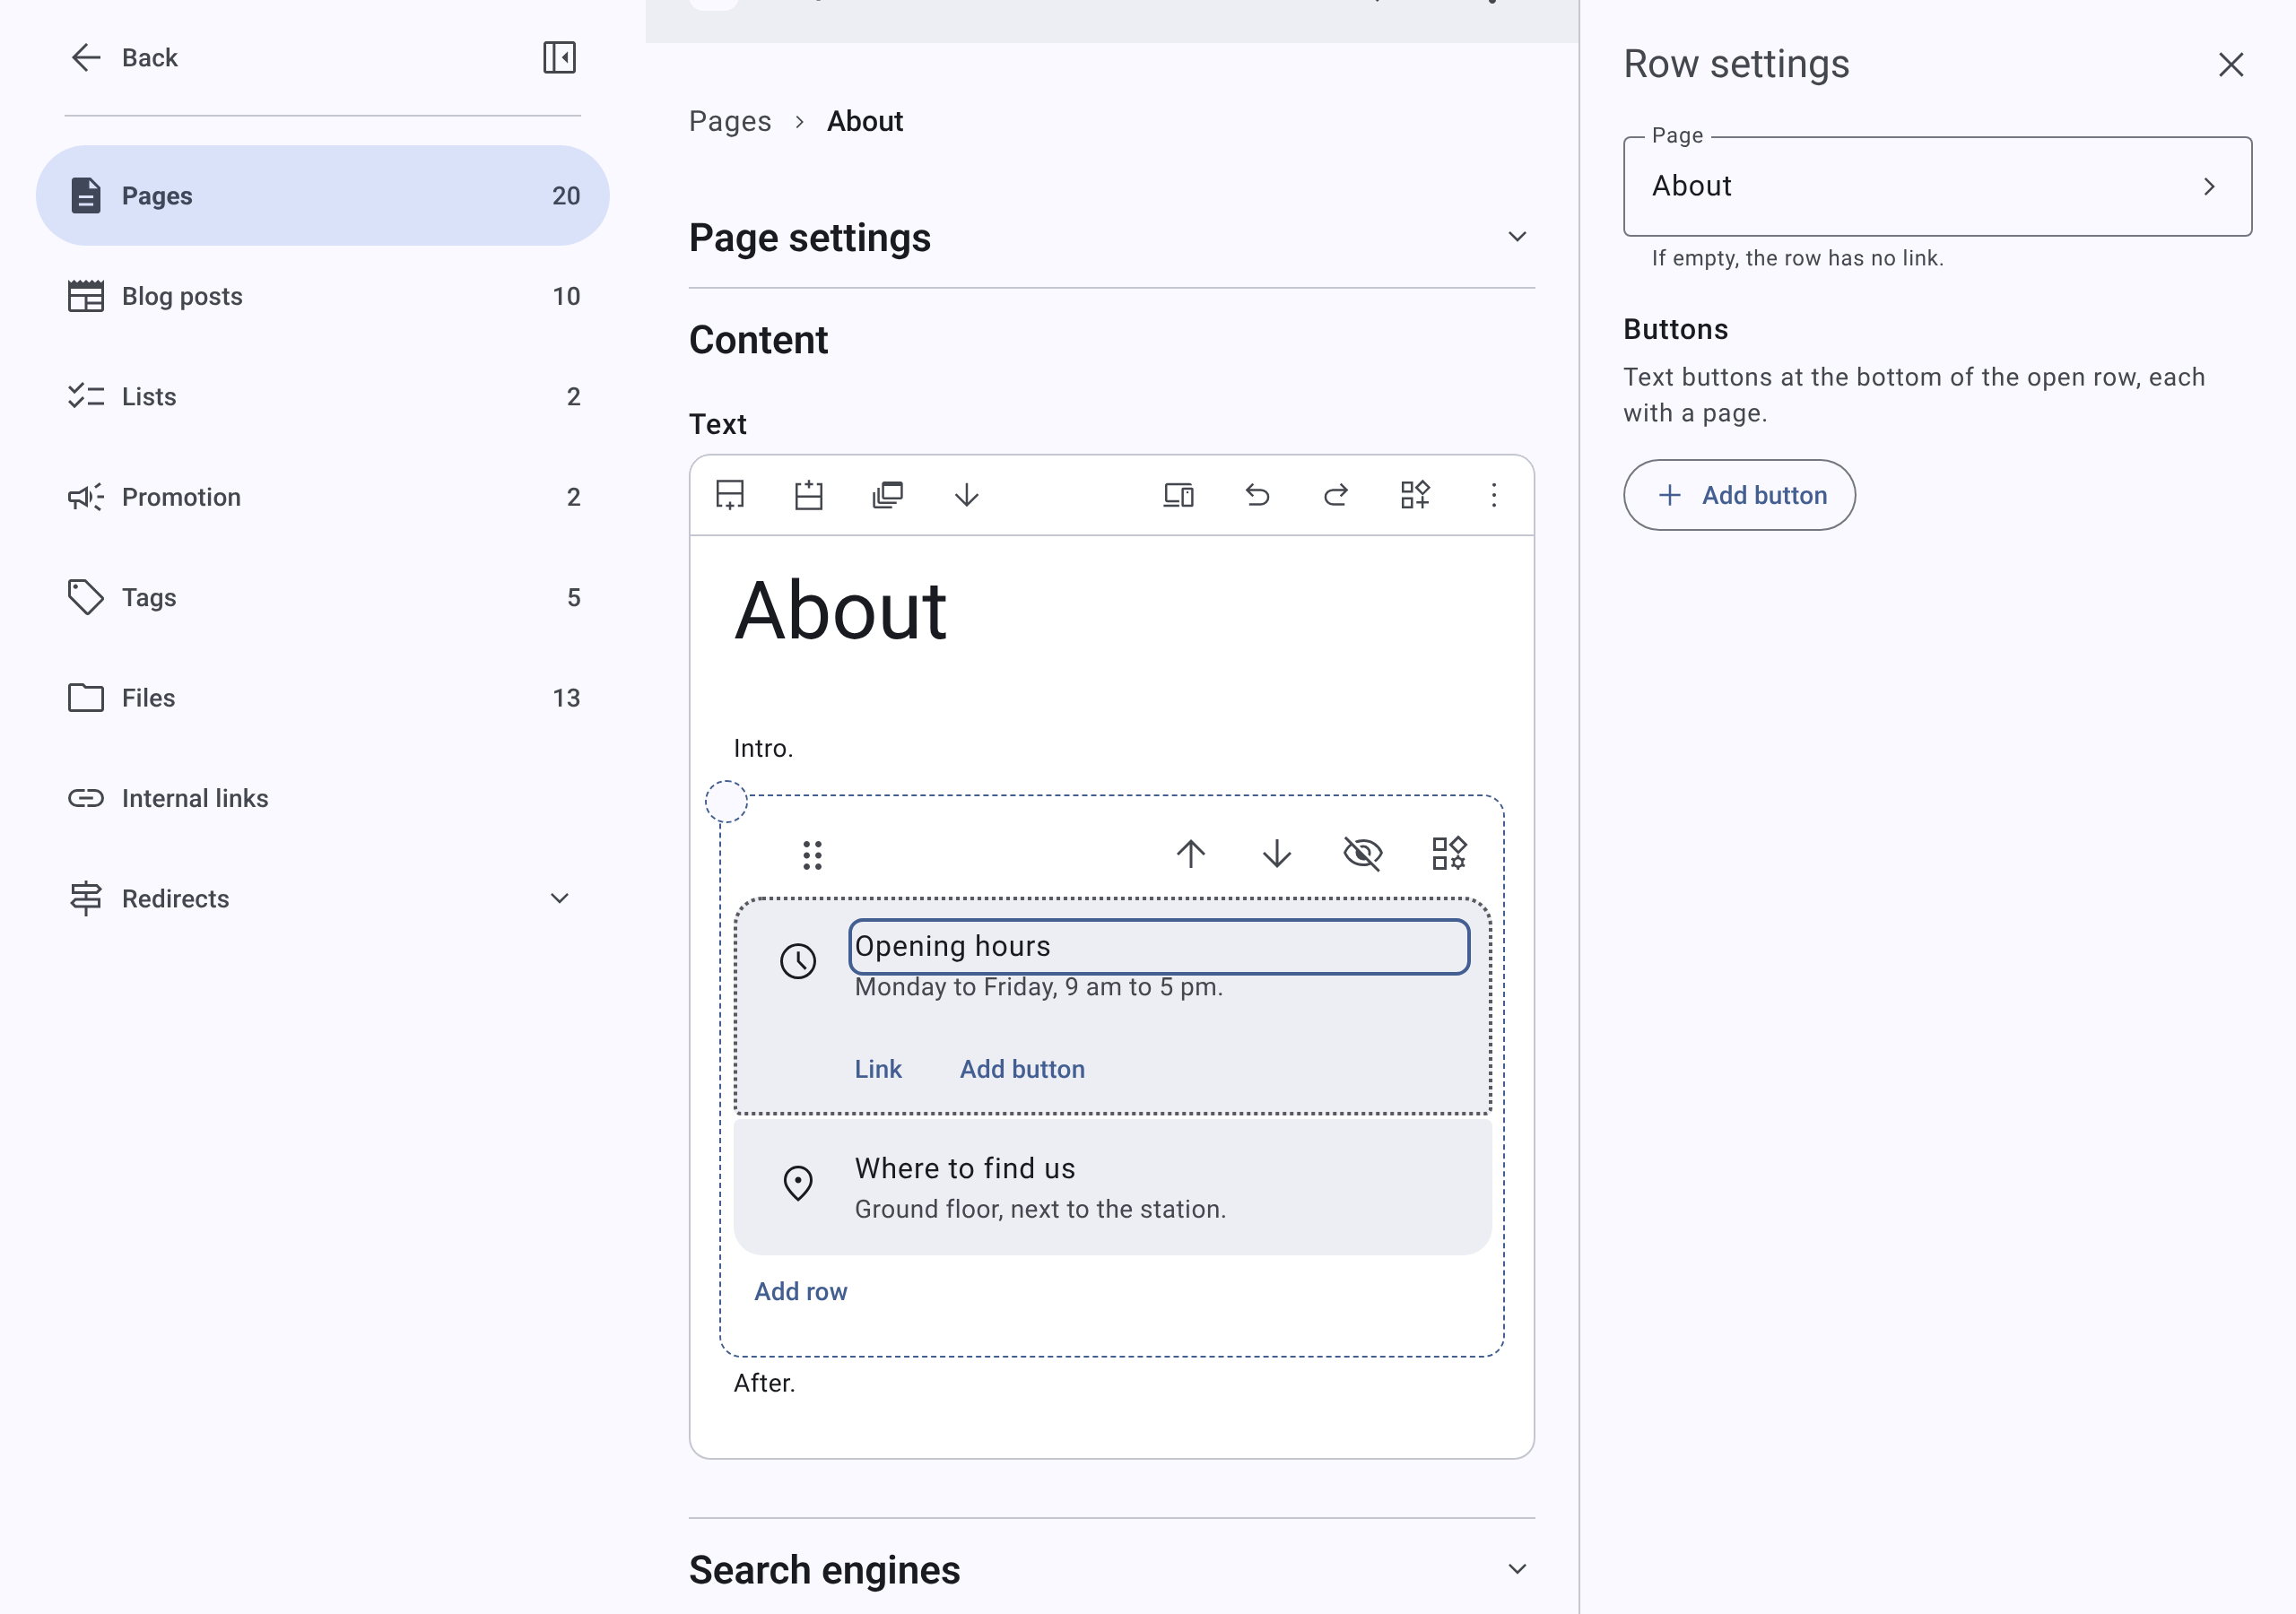 Back
Pages 20
Blog posts 10
Lists 2
Promotion 2
Tags 5
Files 13
Internal links
Redirects
Pages > About
Page settings
Content
Text
About
Intro.
Opening hours
Monday to Friday, 9 am to 5 pm.
Link Add button
Where to find us
Ground floor, next to the station.
Add row
After.
Search engines
Row settings
Page
About
If empty, the row has no link.
Buttons
Text buttons at the bottom of the open row, each
with a page.
Add button